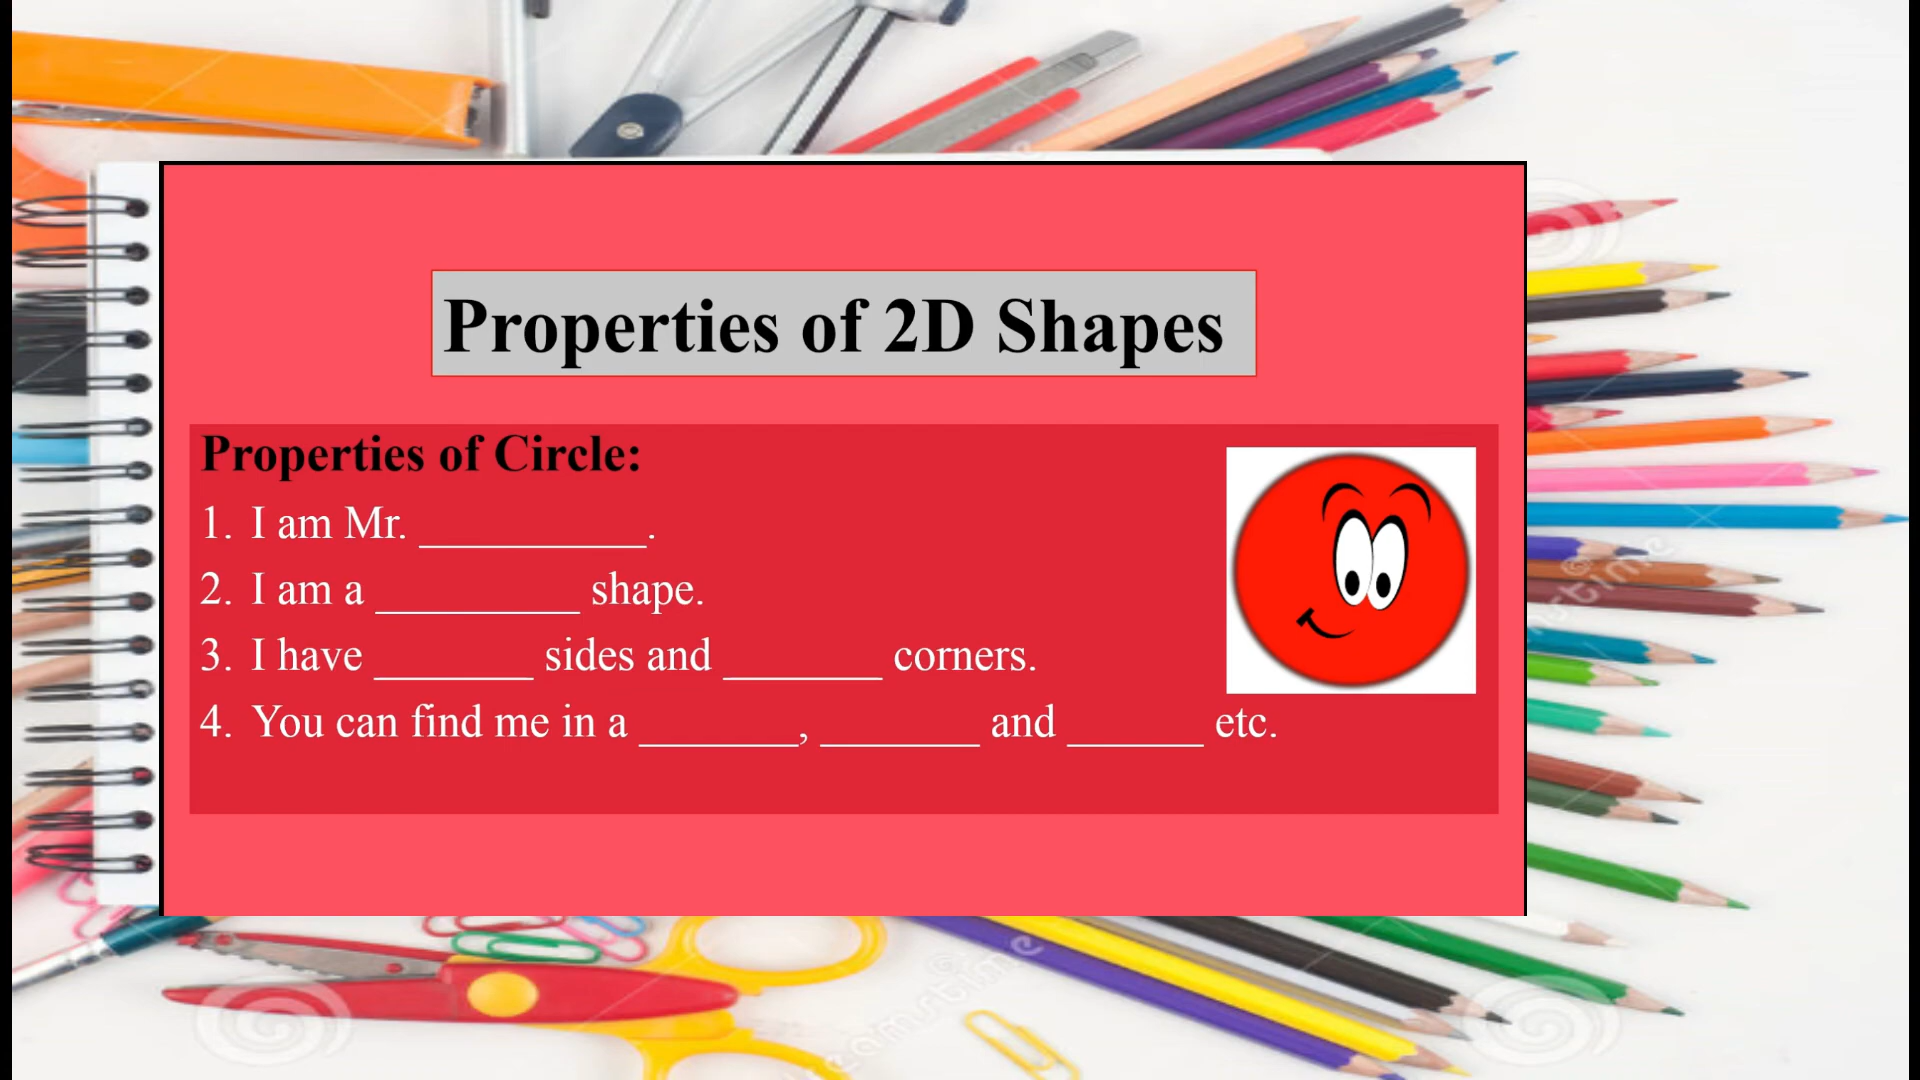 Properties of 2D Shapes
Properties of Circle:
1. I am Mr. __________.
2. I am a _________ shape.
3. I have _______ sides and _______ corners.
4. You can find me in a _______, _______ and ______ etc.